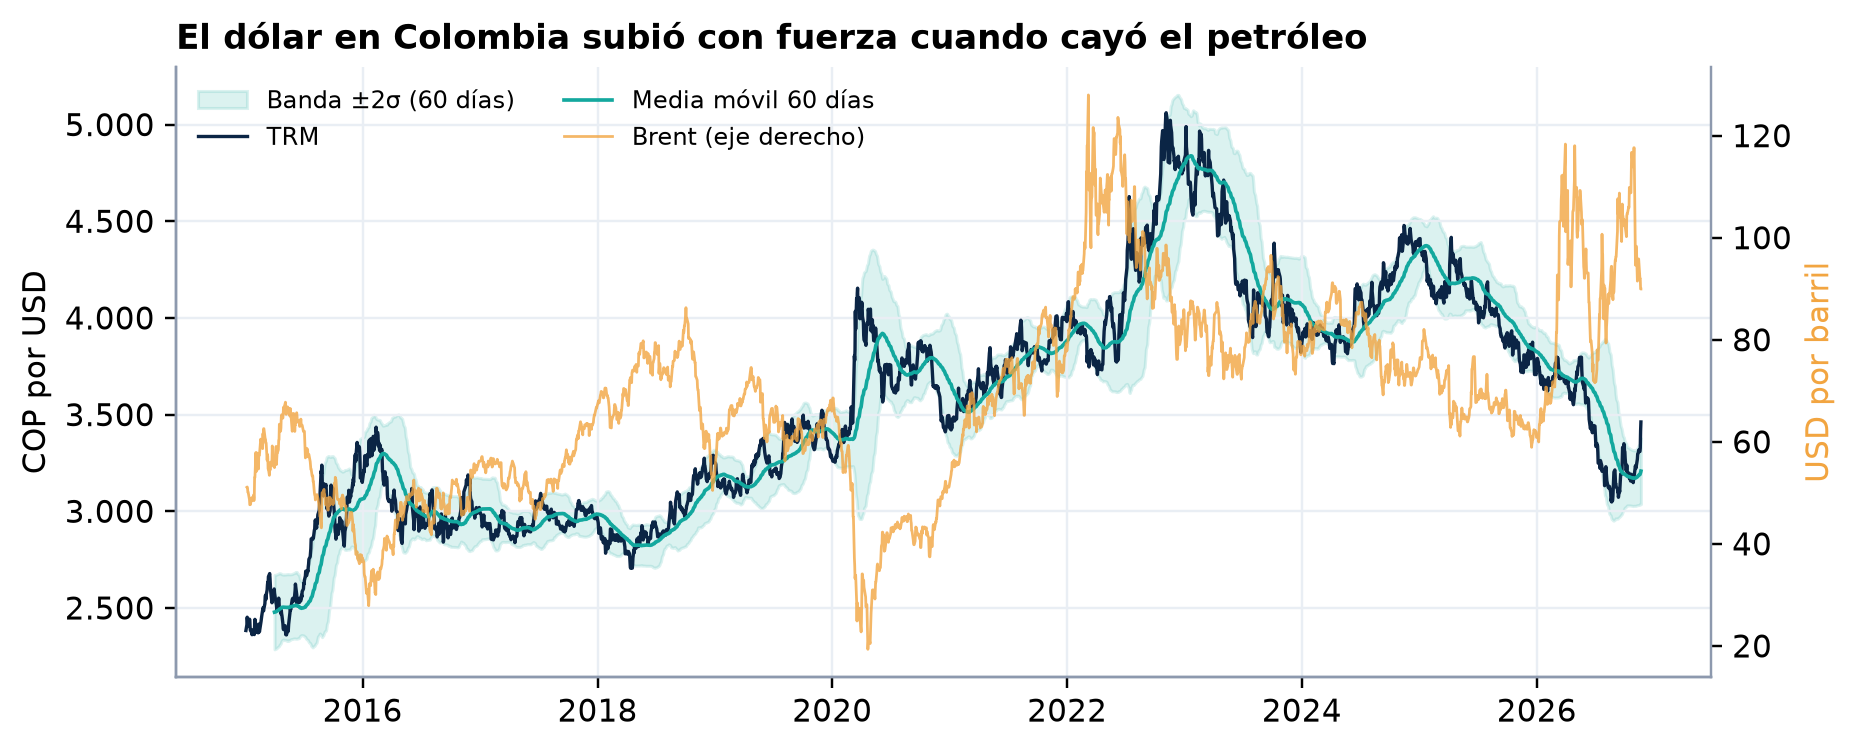 El dólar en Colombia subió con fuerza cuando cayó el petróleo
Banda ±2σ (60 días)
TRM
Media móvil 60 días
Brent (eje derecho)
COP por USD
5.000
4.500
4.000
3.500
3.000
2.500
USD por barril
120
100
80
60
40
20
2016
2018
2020
2022
2024
2026